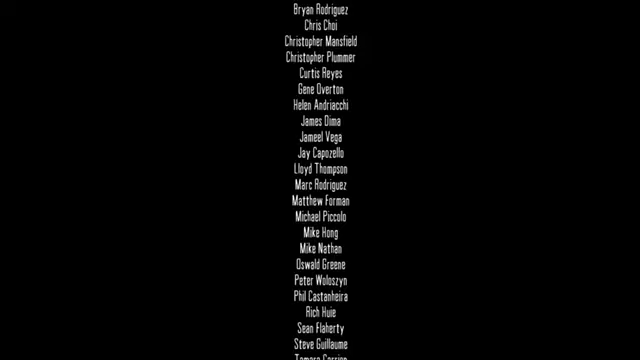 Bryan Rodriguez
Chris Choi
Christopher Mansfield
Christopher Plummer
Curtis Reyes
Gene Overton
Helen Andriacchi
James Dima
Jameel Vega
Jay Capozello
Lloyd Thompson
Marc Rodriguez
Matthew Forman
Michael Piccolo
Mike Hong
Mike Nathan
Oswald Greene
Peter Woloszyn
Phil Castanheira
Rich Huie
Sean Flaherty
Steve Guillaume